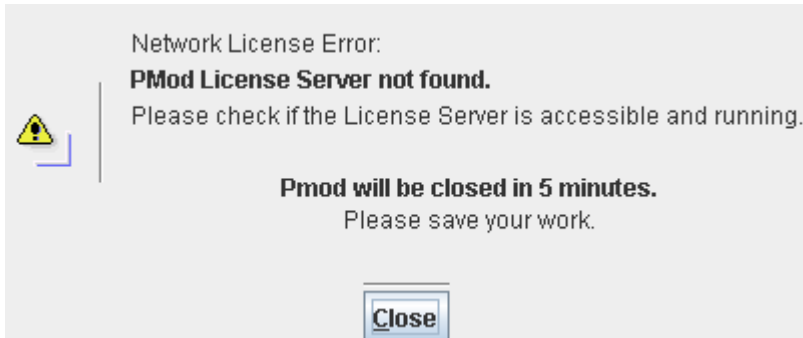 Network License Error:
PMod License Server not found.
Please check if the License Server is accessible and running.
Pmod will be closed in 5 minutes.
Please save your work.
Close